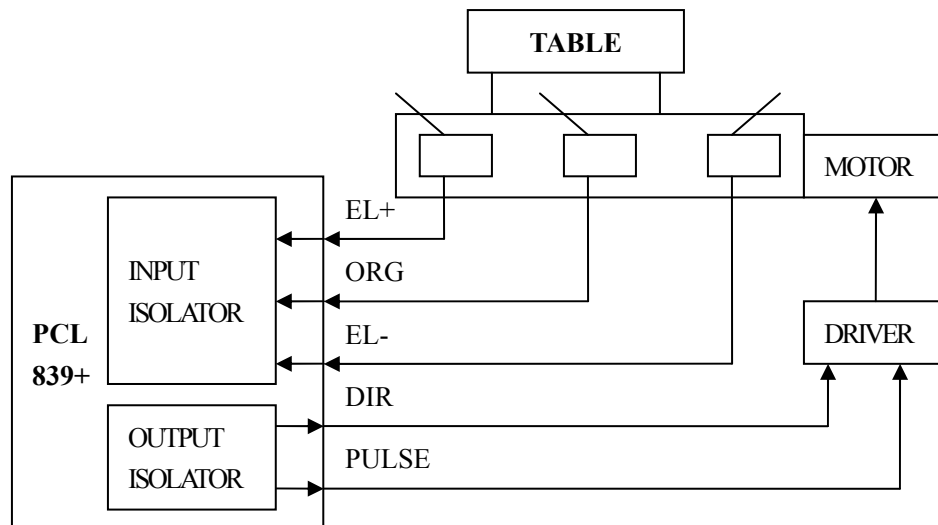 TABLE
MOTOR
EL+
INPUT
ISOLATOR
ORG
PCL
839+
EL-
DRIVER
DIR
OUTPUT
ISOLATOR
PULSE